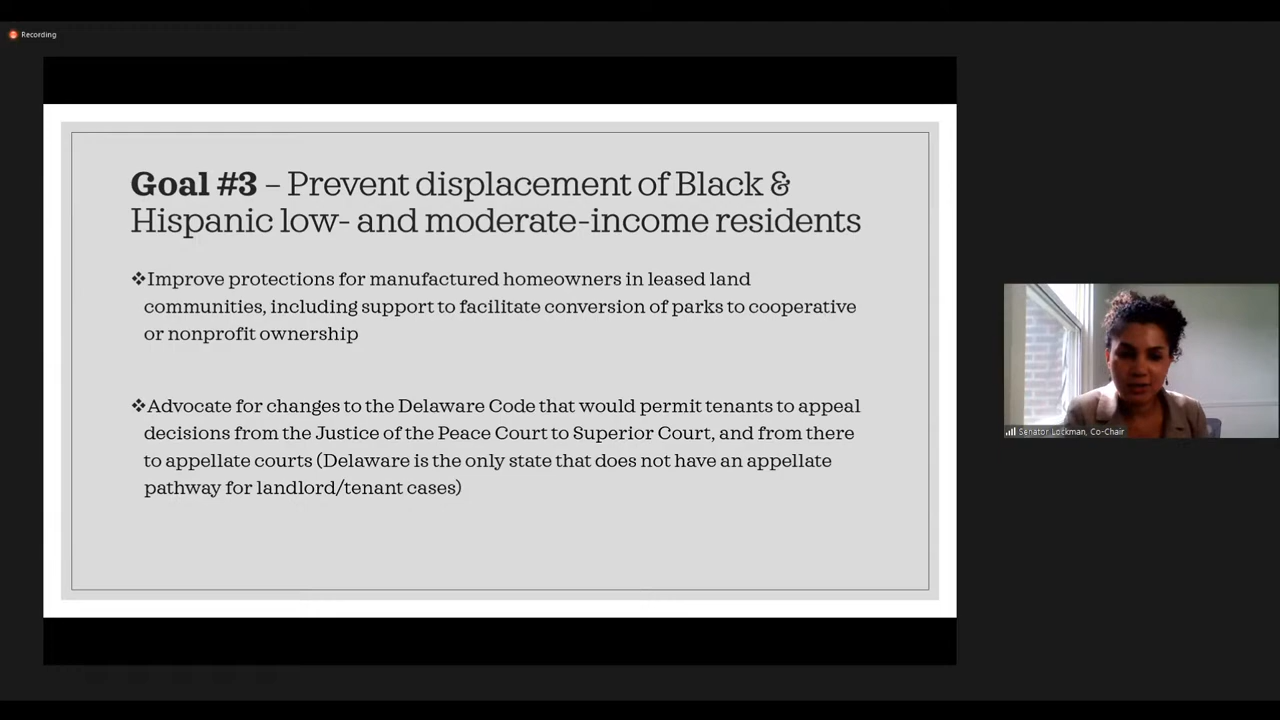 Recording
Goal #3 – Prevent displacement of Black &
Hispanic low- and moderate-income residents
❖Improve protections for manufactured homeowners in leased land
communities, including support to facilitate conversion of parks to cooperative
or nonprofit ownership
❖Advocate for changes to the Delaware Code that would permit tenants to appeal
decisions from the Justice of the Peace Court to Superior Court, and from there
to appellate courts (Delaware is the only state that does not have an appellate
pathway for landlord/tenant cases)
Senator Lockman, Co-Chair